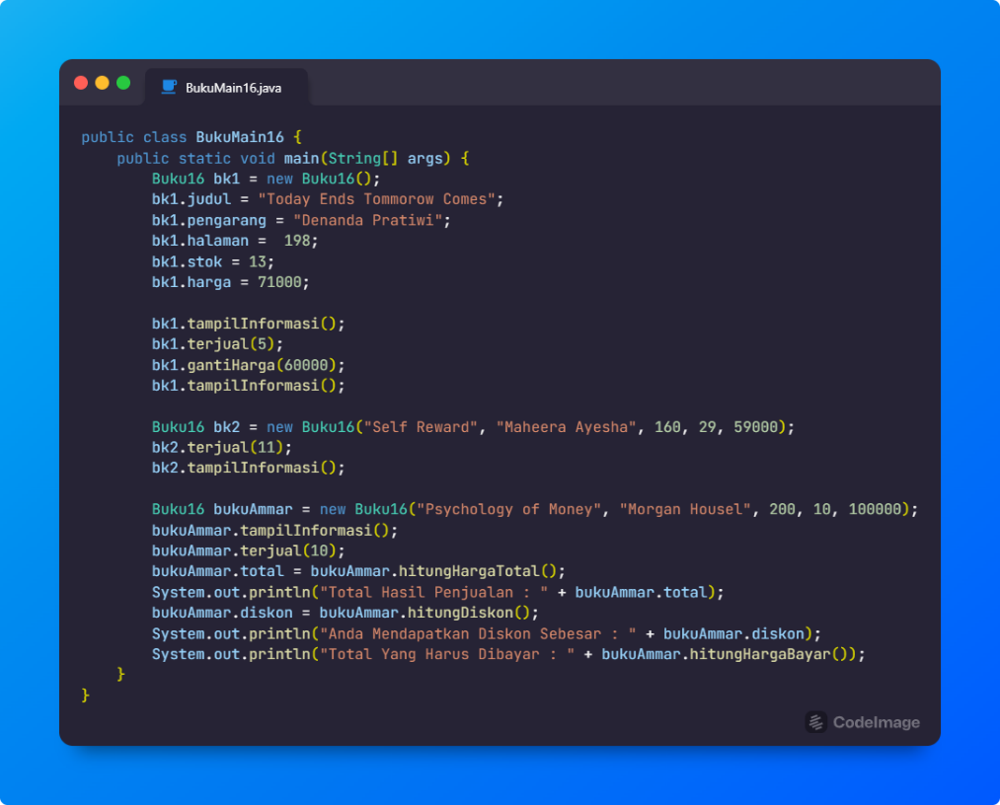 BukuMain16.java
public class BukuMain16 {
    public static void main(String[] args) {
        Buku16 bk1 = new Buku16();
        bk1.judul = "Today Ends Tommorow Comes";
        bk1.pengarang = "Denanda Pratiwi";
        bk1.halaman =  198;
        bk1.stok = 13;
        bk1.harga = 71000;

        bk1.tampilInformasi();
        bk1.terjual(5);
        bk1.gantiHarga(60000);
        bk1.tampilInformasi();

        Buku16 bk2 = new Buku16("Self Reward", "Maheera Ayesha", 160, 29, 59000);
        bk2.terjual(11);
        bk2.tampilInformasi();

        Buku16 bukuAmmar = new Buku16("Psychology of Money", "Morgan Housel", 200, 10, 100000);
        bukuAmmar.tampilInformasi();
        bukuAmmar.terjual(10);
        bukuAmmar.total = bukuAmmar.hitungHargaTotal();
        System.out.println("Total Hasil Penjualan : " + bukuAmmar.total);
        bukuAmmar.diskon = bukuAmmar.hitungDiskon();
        System.out.println("Anda Mendapatkan Diskon Sebesar : " + bukuAmmar.diskon);
        System.out.println("Total Yang Harus Dibayar : " + bukuAmmar.hitungHargaBayar());
    }
}
CodeImage